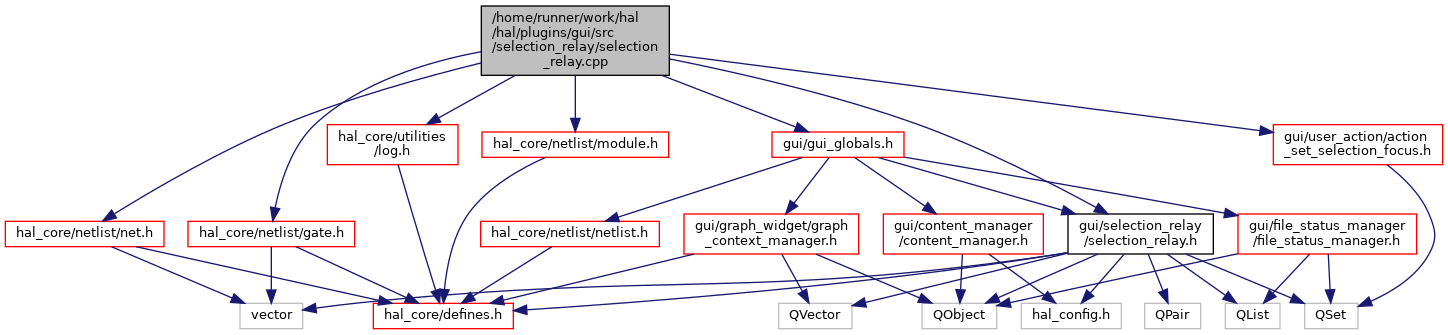 /home/runner/work/hal
/hal/plugins/gui/src
/selection_relay/selection
_relay.cpp
hal_core/utilities
/log.h
hal_core/netlist/module.h
gui/gui_globals.h
gui/user_action/action
_set_selection_focus.h
hal_core/netlist/net.h
hal_core/netlist/gate.h
hal_core/netlist/netlist.h
gui/graph_widget/graph
_context_manager.h
gui/content_manager
/content_manager.h
gui/selection_relay
/selection_relay.h
gui/file_status_manager
/file_status_manager.h
vector
hal_core/defines.h
QVector
QObject
hal_config.h
QPair
QList
QSet